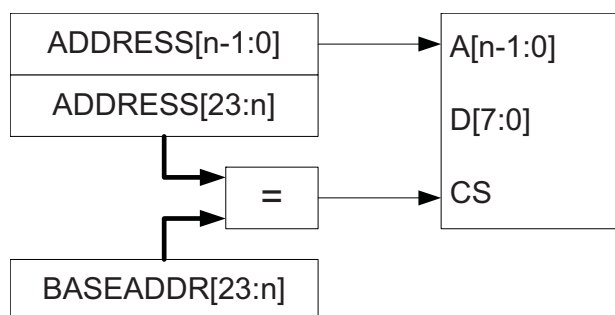 ADDRESS[n-1:0]
A[n-1:0]
ADDRESS[23:n]
D[7:0]
=
CS
BASEADDR[23:n]